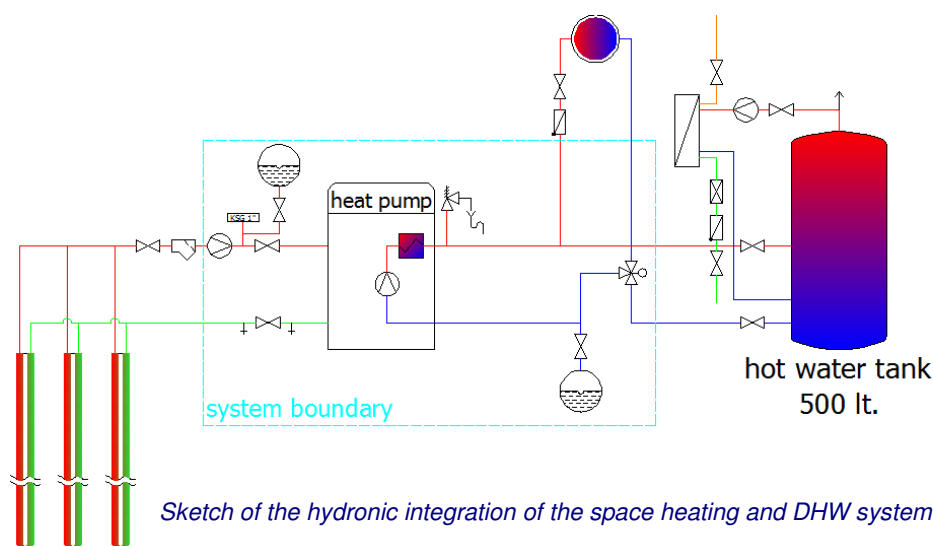 KSG 1"
heat pump
system boundary
hot water tank
500 lt.
Sketch of the hydronic integration of the space heating and DHW system